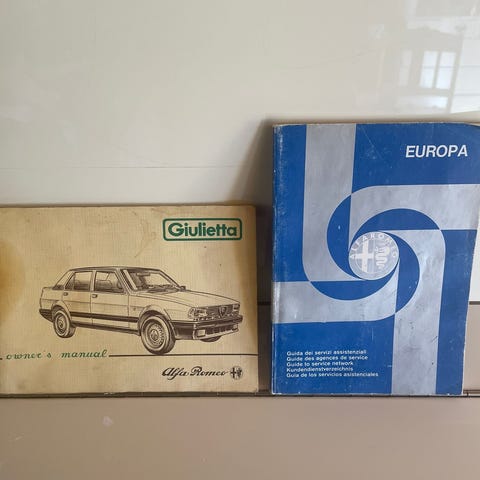 Giulietta
owner's manual
Alfa Romeo
EUROPA
ALFA ROMEO
Guida dei servizi assistenziali
Guide des agences de service
Guide to service network
Kundendienstverzeichnis
Guía de los servicios asistenciales